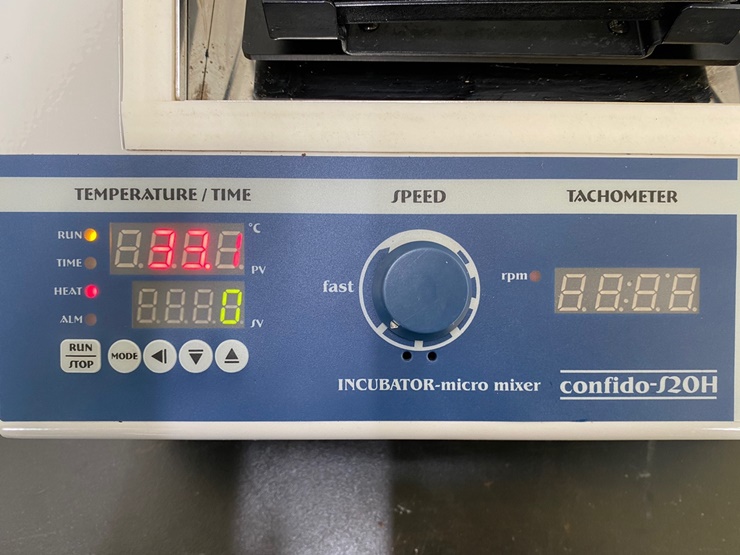 TEMPERATURE / TIME
SPEED
TACHOMETER
RUN
33.1
°C
TIME
PV
HEAT
0
ALM
SV
fast
rpm
RUN
STOP
MODE
INCUBATOR-micro mixer
confido-S20H